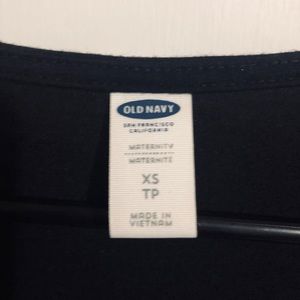 OLD NAVY
SAN FRANCISCO
CALIFORNIA
MATERNITY
MATERNITÉ
XS
TP
MADE IN
VIETNAM